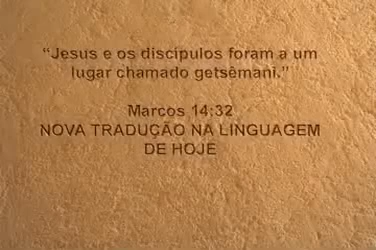 “Jesus e os discípulos foram a um
lugar chamado getsêmani.”
Marcos 14:32
NOVA TRADUÇÃO NA LINGUAGEM
DE HOJE